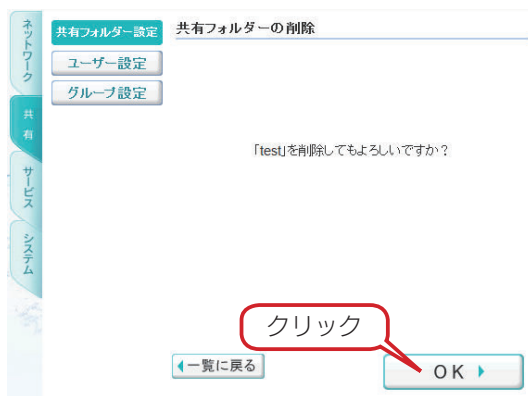 ネットワーク
共有
サービス
システム
共有フォルダー設定
ユーザー設定
グループ設定
共有フォルダーの削除
「test」を削除してもよろしいですか？
クリック
一覧に戻る
OK